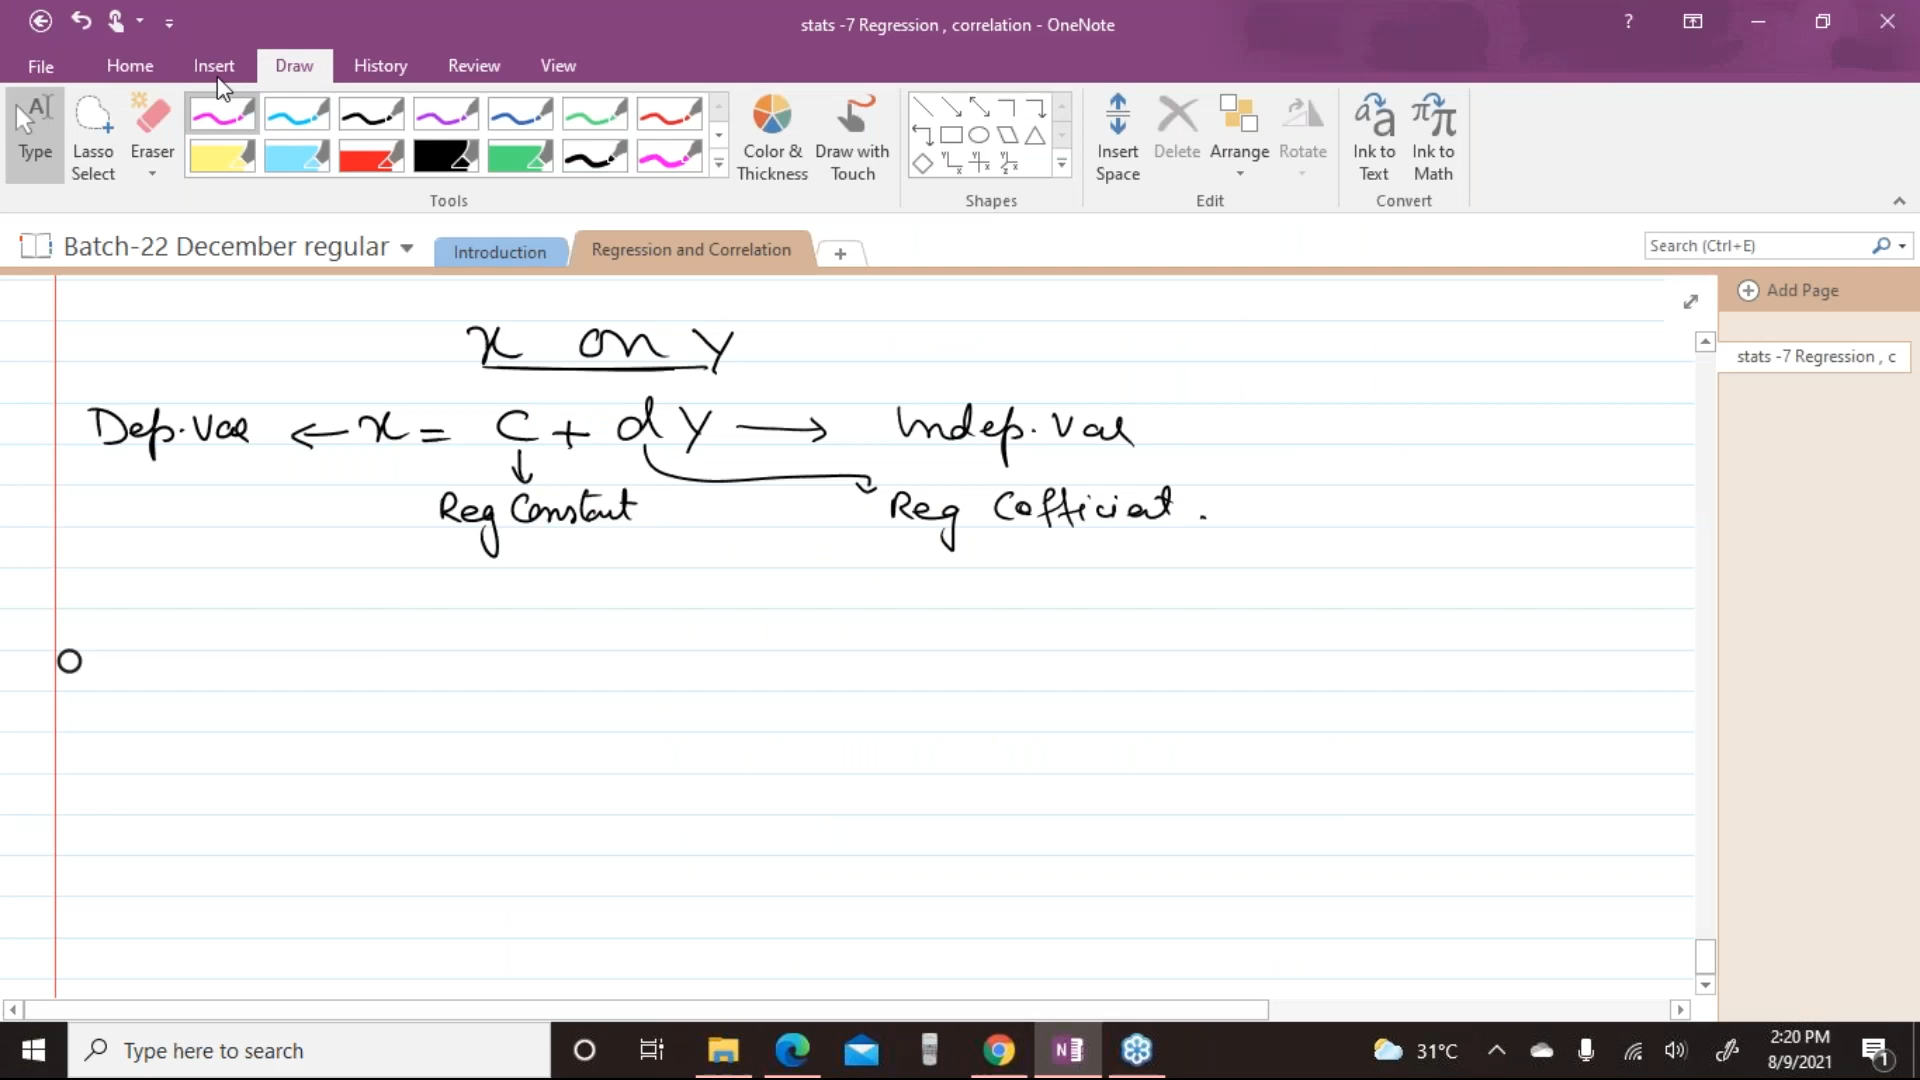 stats -7 Regression , correlation - OneNote
?
File Home Insert Draw History Review View
Type
Lasso Select
Eraser
Color & Thickness
Draw with Touch
Insert Space
Delete
Arrange
Rotate
Ink to Text
Ink to Math
Tools
Shapes
Edit
Convert
Batch-22 December regular
Introduction
Regression and Correlation
Search (Ctrl+E)
Add Page
stats -7 Regression , c
x on y
Dep. Var ← x = c + d y → Indep. Var
Reg Constant
Reg Cofficient .
Type here to search
31°C
2:20 PM
8/9/2021
1